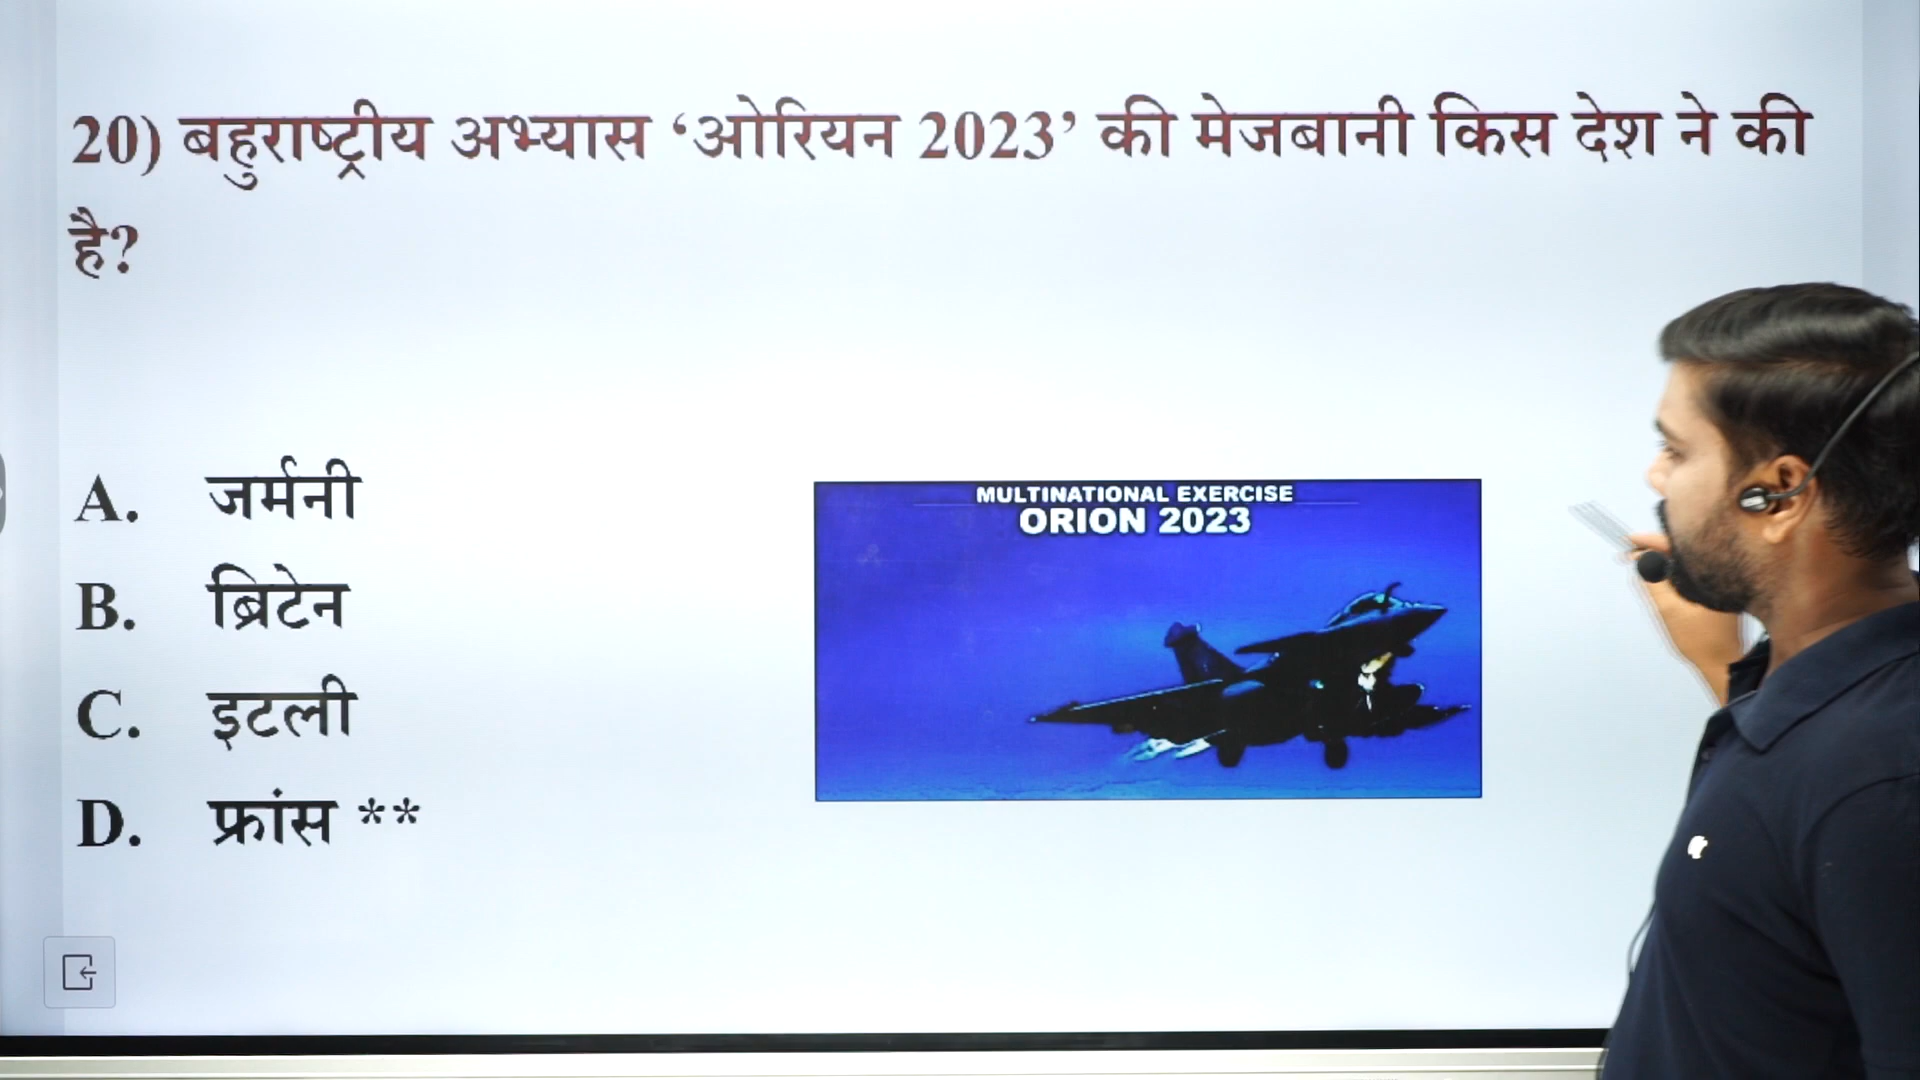 20) बहुराष्ट्रीय अभ्यास ‘ओरियन 2023’ की मेजबानी किस देश ने की
है?
A. जर्मनी
B. ब्रिटेन
C. इटली
D. फ्रांस **
MULTINATIONAL EXERCISE
ORION 2023